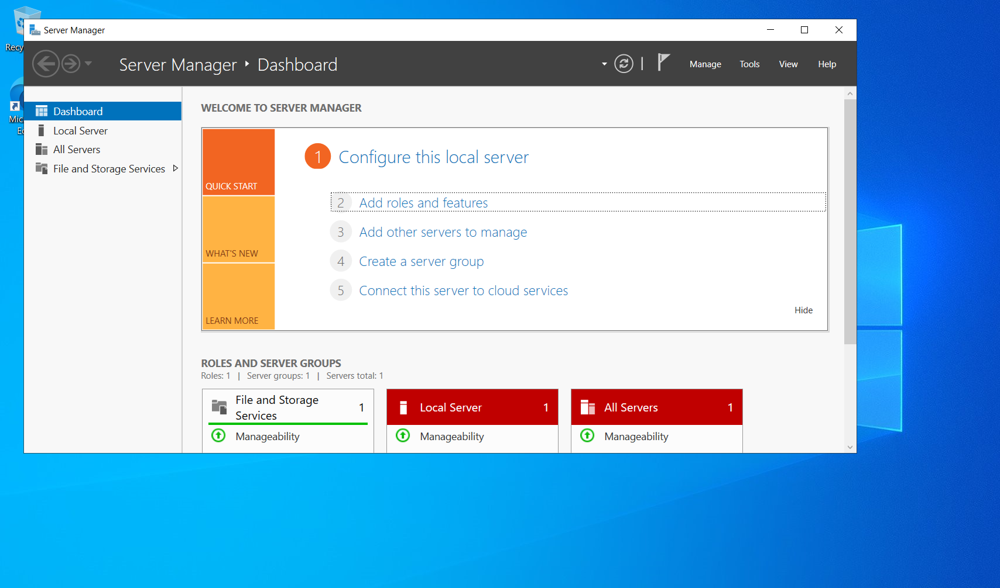 Recy
Mic
Ec
Server Manager
Server Manager Dashboard
Manage Tools View Help
Dashboard
Local Server
All Servers
File and Storage Services
WELCOME TO SERVER MANAGER
QUICK START
WHAT'S NEW
LEARN MORE
1 Configure this local server
2 Add roles and features
3 Add other servers to manage
4 Create a server group
5 Connect this server to cloud services
Hide
ROLES AND SERVER GROUPS
Roles: 1 | Server groups: 1 | Servers total: 1
File and Storage
Services 1
Manageability
Local Server 1
Manageability
All Servers 1
Manageability